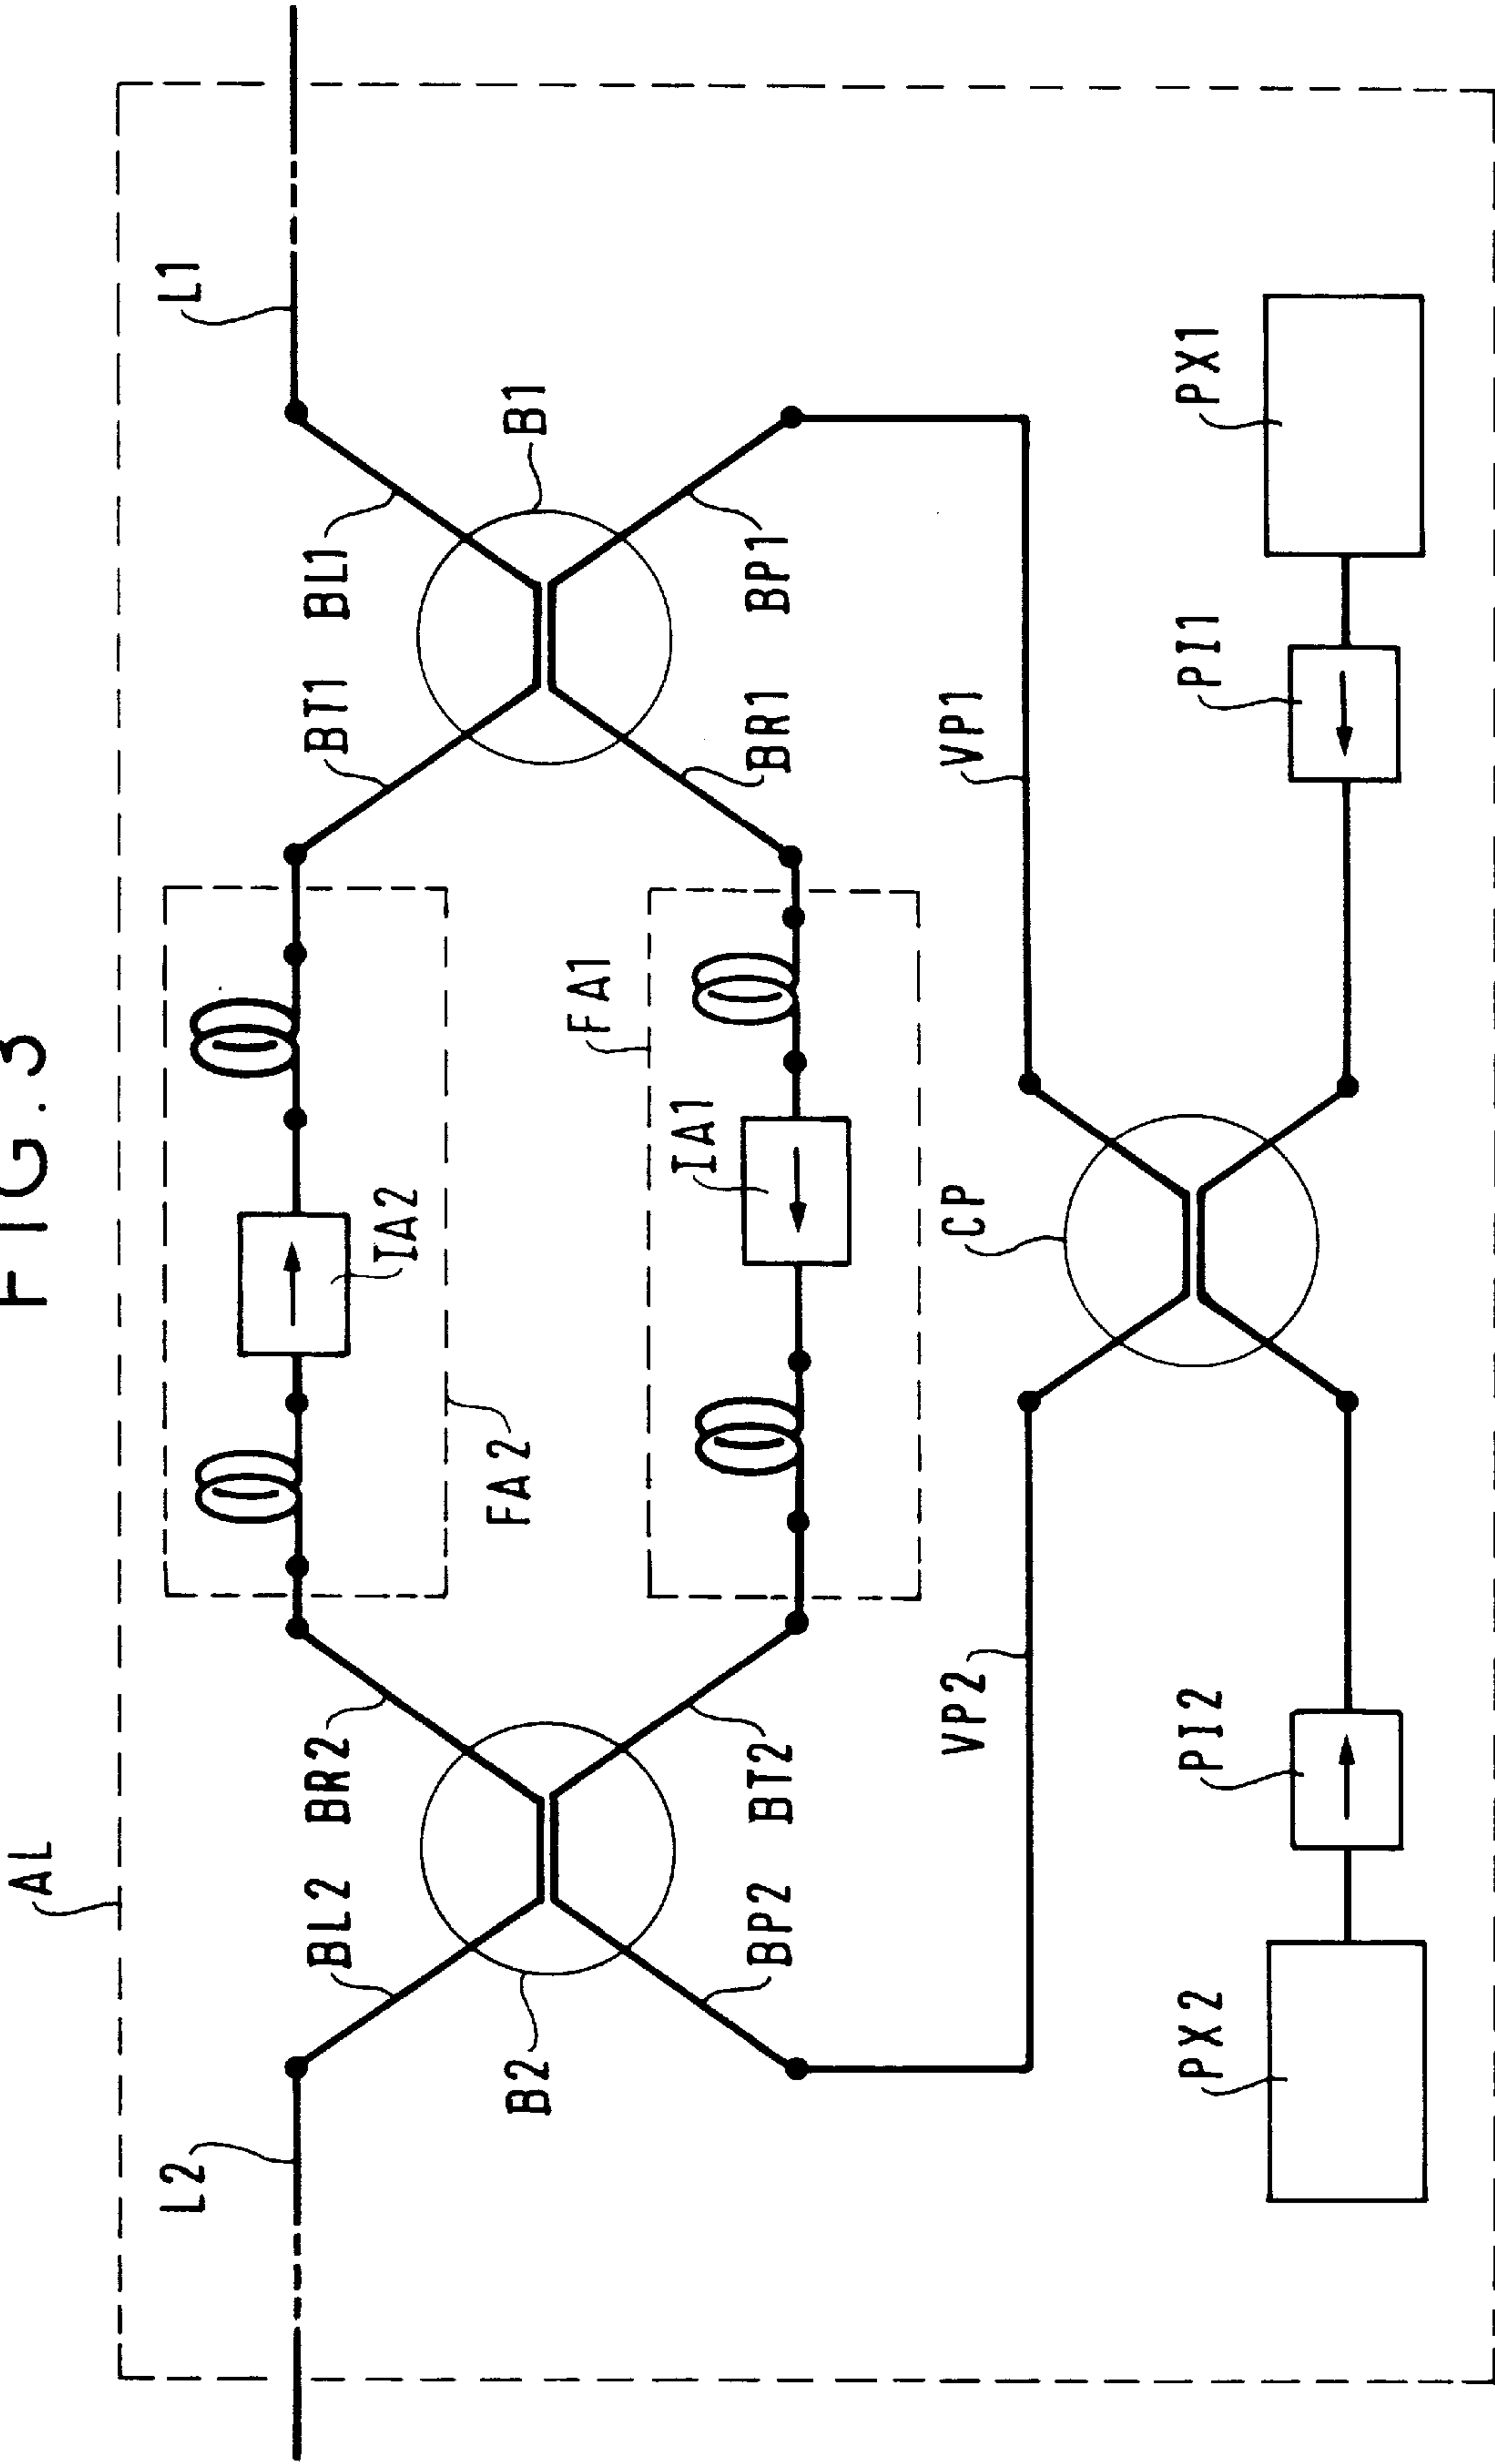 FIG.3
AL
L2
L1
BL2
BR2
BT1
BL1
IA2
FA2
B2
B1
FA1
IA1
BP2
BT2
BR1
BP1
VP2
CP
VP1
PX2
PI2
PI1
PX1